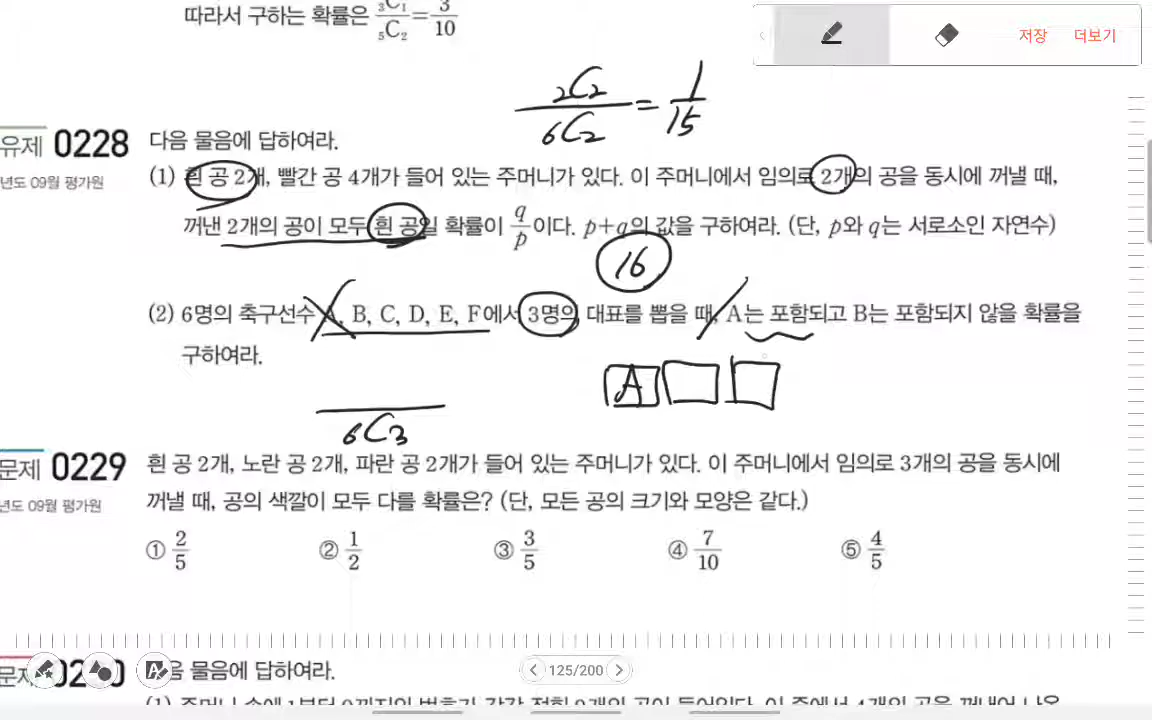 따라서 구하는 확률은 ₃C₁/₅C₂ = 3/10
저장 더보기
₂C₂/₆C₂ = 1/15
유제 0228 다음 물음에 답하여라.
년도 09월 평가원 (1) 흰 공 2개, 빨간 공 4개가 들어 있는 주머니가 있다. 이 주머니에서 임의로 2개의 공을 동시에 꺼낼 때,
꺼낸 2개의 공이 모두 흰 공일 확률이 q/p이다. p+q의 값을 구하여라. (단, p와 q는 서로소인 자연수)
16
(2) 6명의 축구선수 A, B, C, D, E, F에서 3명의 대표를 뽑을 때, A는 포함되고 B는 포함되지 않을 확률을
구하여라.
A
₆C₃
문제 0229 흰 공 2개, 노란 공 2개, 파란 공 2개가 들어 있는 주머니가 있다. 이 주머니에서 임의로 3개의 공을 동시에
년도 09월 평가원 꺼낼 때, 공의 색깔이 모두 다를 확률은? (단, 모든 공의 크기와 모양은 같다.)
① 2/5 ② 1/2 ③ 3/5 ④ 7/10 ⑤ 4/5
문제 물음에 답하여라.
125/200